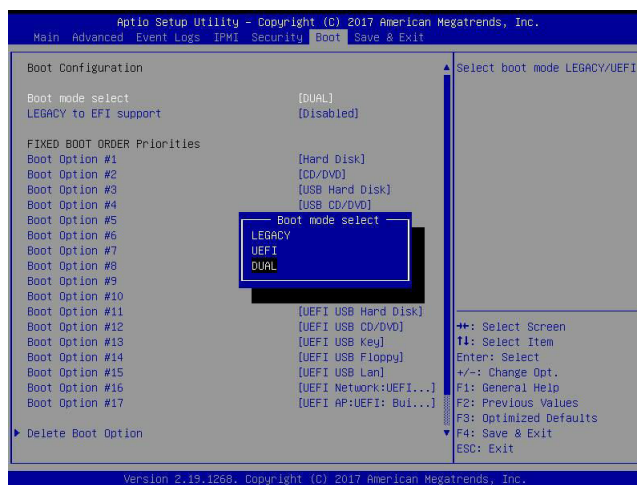 Aptio Setup Utility – Copyright (C) 2017 American Megatrends, Inc.
Main Advanced Event Logs IPMI Security Boot Save & Exit
Boot Configuration
Select boot mode LEGACY/UEFI
Boot mode select [DUAL]
LEGACY to EFI support [Disabled]
FIXED BOOT ORDER Priorities
Boot Option #1 [Hard Disk]
Boot Option #2 [CD/DVD]
Boot Option #3 [USB Hard Disk]
Boot Option #4 [USB CD/DVD]
Boot Option #5
Boot Option #6
Boot Option #7
Boot Option #8
Boot Option #9
Boot Option #10
Boot mode select
LEGACY
UEFI
DUAL
Boot Option #11 [UEFI USB Hard Disk]
Boot Option #12 [UEFI USB CD/DVD]
Boot Option #13 [UEFI USB Key]
Boot Option #14 [UEFI USB Floppy]
Boot Option #15 [UEFI USB Lan]
Boot Option #16 [UEFI Network:UEFI...]
Boot Option #17 [UEFI AP:UEFI: Bui...]
Delete Boot Option
→←: Select Screen
↑↓: Select Item
Enter: Select
+/-: Change Opt.
F1: General Help
F2: Previous Values
F3: Optimized Defaults
F4: Save & Exit
ESC: Exit
Version 2.19.1268. Copyright (C) 2017 American Megatrends, Inc.